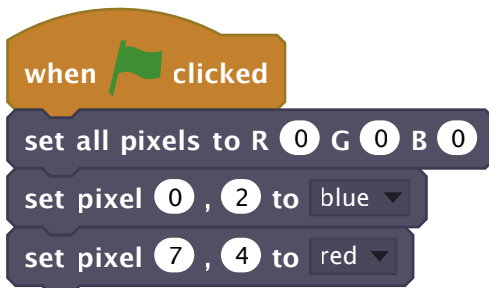 when clicked
set all pixels to R 0 G 0 B 0
set pixel 0 , 2 to blue
set pixel 7 , 4 to red